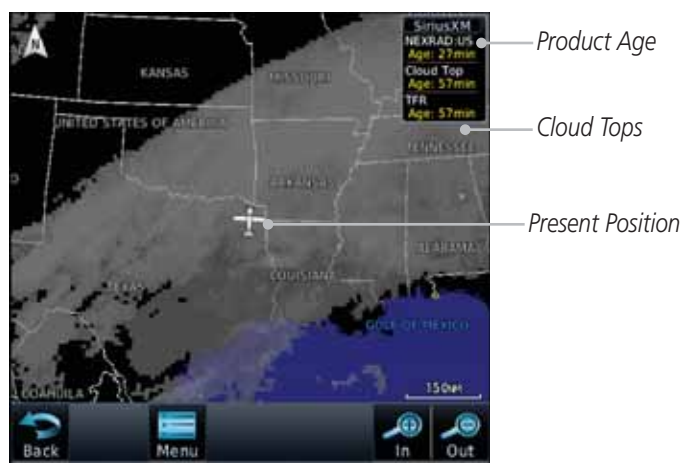 SiriusXM
NEXRAD:US
Age: 27min
Cloud Top
Age: 57min
TFR
Age: 57min
Product Age
Cloud Tops
Present Position
N
KANSAS
MISSOURI
UNITED STATES OF AMERICA
TENNESSEE
ARKANSAS
ALABAMA
LOUISIANA
TEXAS
GULF OF MEXICO
COAHUILA
150NM
Back
Menu
In
Out